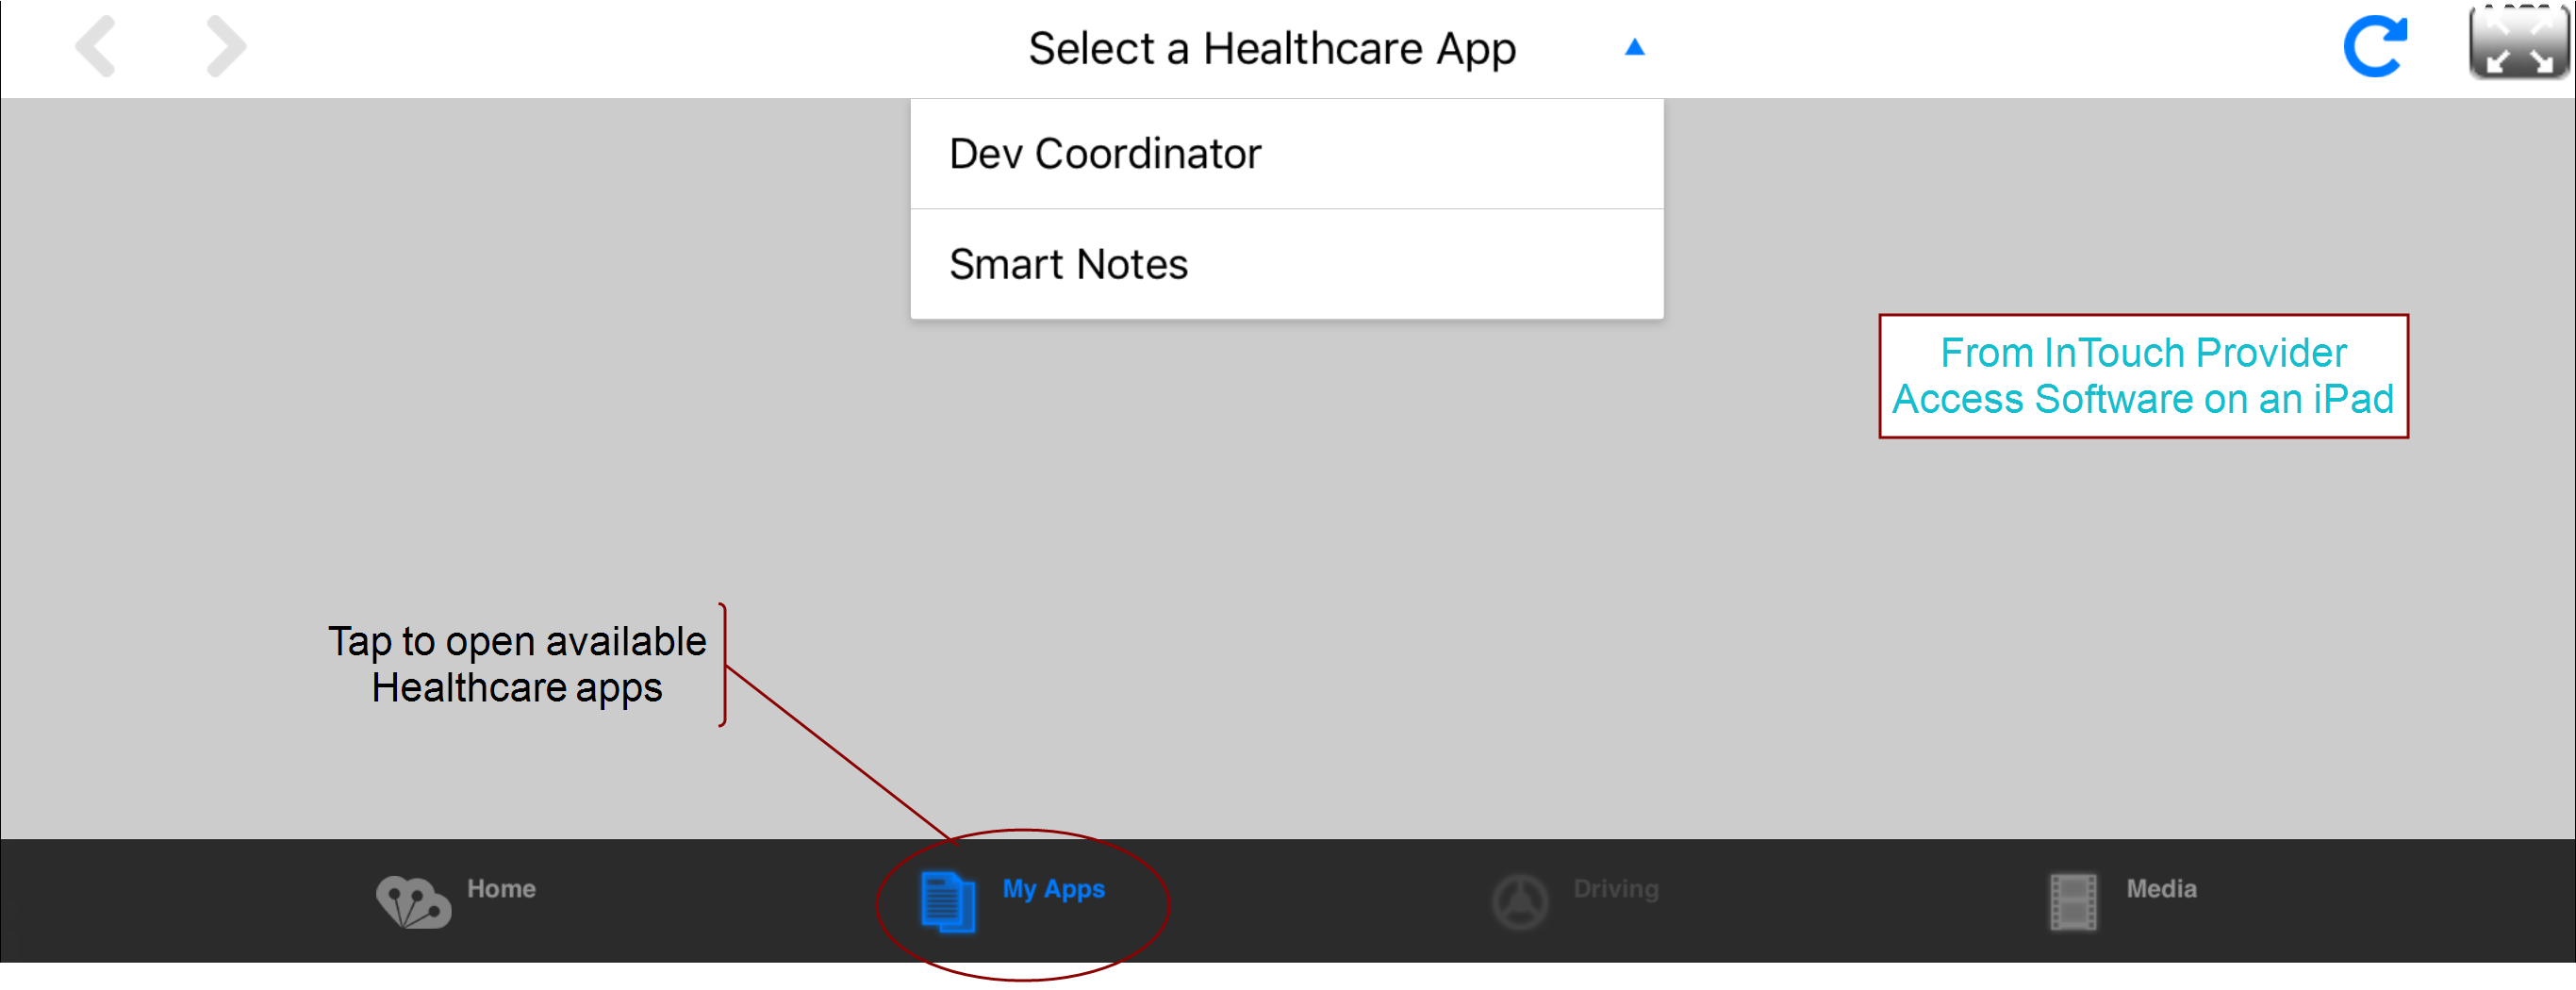 Select a Healthcare App
Dev Coordinator
Smart Notes
From InTouch Provider
Access Software on an iPad
Tap to open available
Healthcare apps
Home
My Apps
Driving
Media